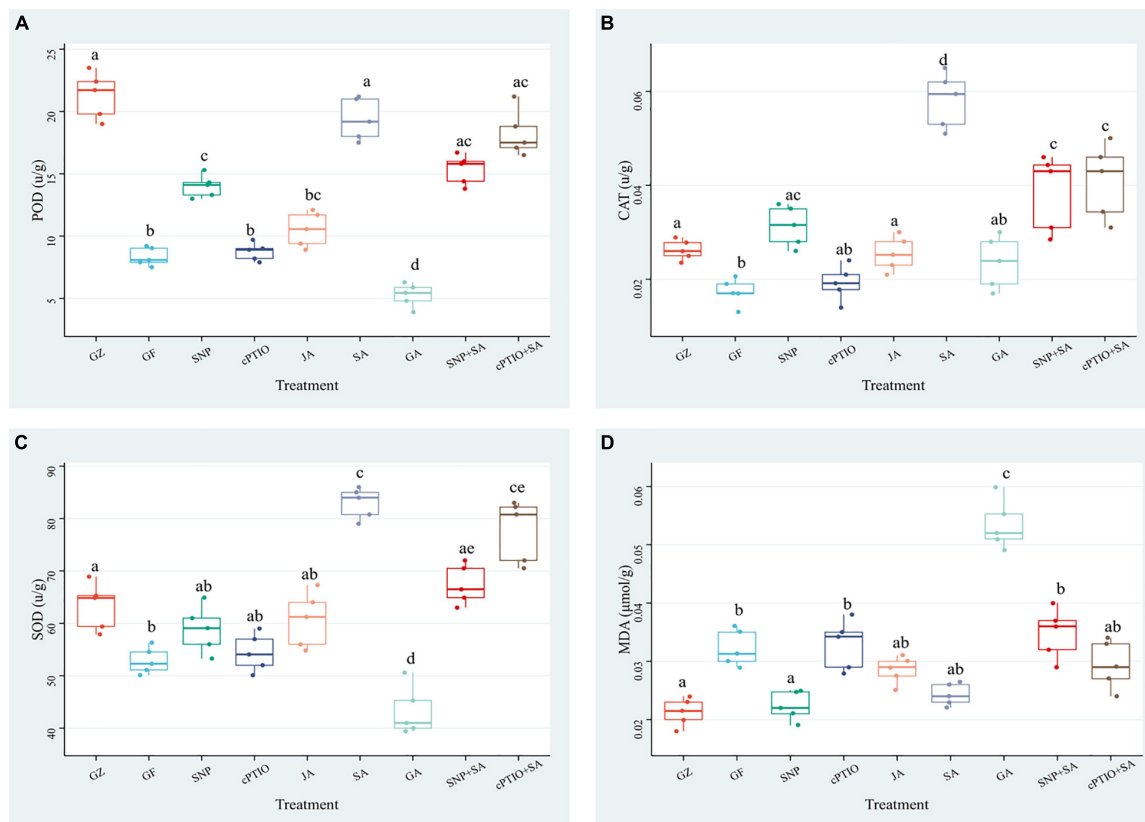 A
POD (u/g)
25
20
15
10
5
a
b
c
b
bc
a
d
ac
ac
GZ
GF
SNP
cPTIO
JA
SA
GA
SNP+SA
cPTIO+SA
Treatment
B
CAT (u/g)
0.06
0.04
0.02
a
b
ac
ab
a
d
ab
c
c
GZ
GF
SNP
cPTIO
JA
SA
GA
SNP+SA
cPTIO+SA
Treatment
C
SOD (u/g)
90
80
70
60
50
40
a
b
ab
ab
ab
c
d
ae
ce
GZ
GF
SNP
cPTIO
JA
SA
GA
SNP+SA
cPTIO+SA
Treatment
D
MDA (μmol/g)
0.06
0.05
0.04
0.03
0.02
a
b
a
b
ab
ab
c
b
ab
GZ
GF
SNP
cPTIO
JA
SA
GA
SNP+SA
cPTIO+SA
Treatment